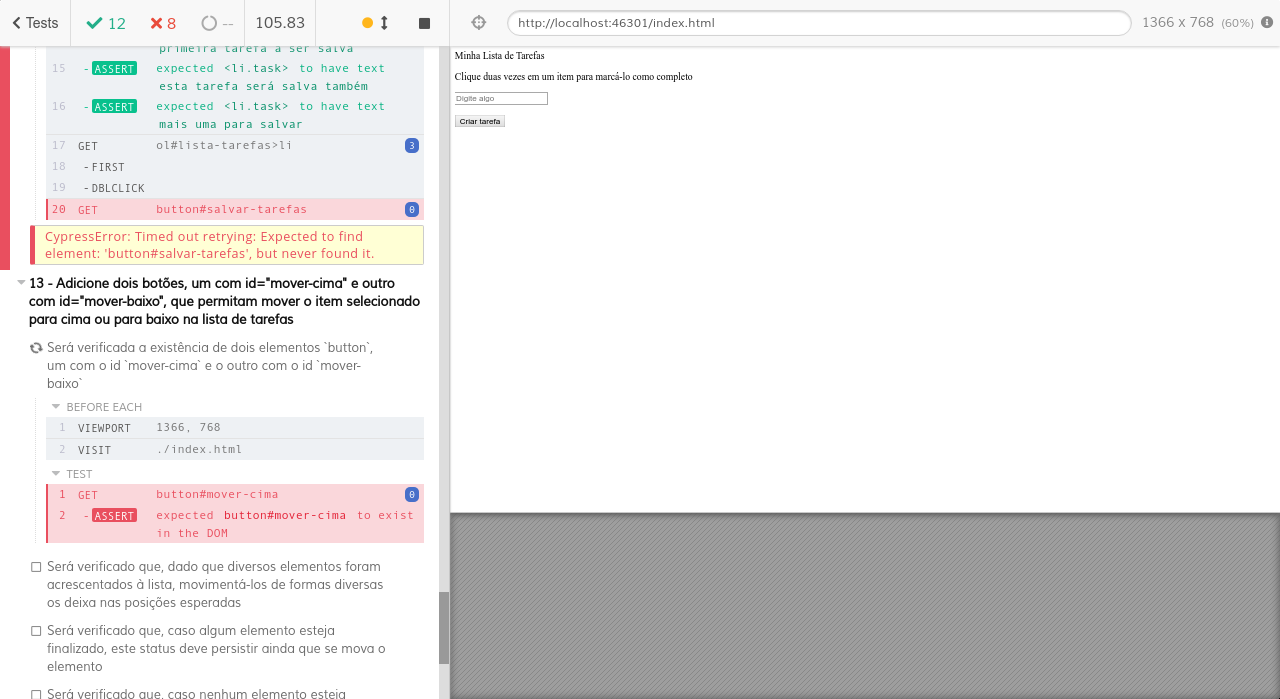 Tests 12 8 -- 105.83 http://localhost:46301/index.html 1366 x 768 (60%)
primeira tarefa a ser salva
15 -ASSERT expected <li.task> to have text
esta tarefa será salva também
16 -ASSERT expected <li.task> to have text
mais uma para salvar
17 GET ol#lista-tarefas>li 3
18 -FIRST
19 -DBLCLICK
20 GET button#salvar-tarefas 0
CypressError: Timed out retrying: Expected to find
element: 'button#salvar-tarefas', but never found it.
13 - Adicione dois botões, um com id="mover-cima" e outro
com id="mover-baixo", que permitam mover o item selecionado
para cima ou para baixo na lista de tarefas
Será verificada a existência de dois elementos `button`,
um com o id `mover-cima` e o outro com o id `mover-
baixo`
BEFORE EACH
1 VIEWPORT 1366, 768
2 VISIT ./index.html
TEST
1 GET button#mover-cima 0
2 -ASSERT expected button#mover-cima to exist
in the DOM
Será verificado que, dado que diversos elementos foram
acrescentados à lista, movimentá-los de formas diversas
os deixa nas posições esperadas
Será verificado que, caso algum elemento esteja
finalizado, este status deve persistir ainda que se mova o
elemento
Será verificado que, caso nenhum elemento esteja
Minha Lista de Tarefas
Clique duas vezes em um item para marcá-lo como completo
Digite algo
Criar tarefa